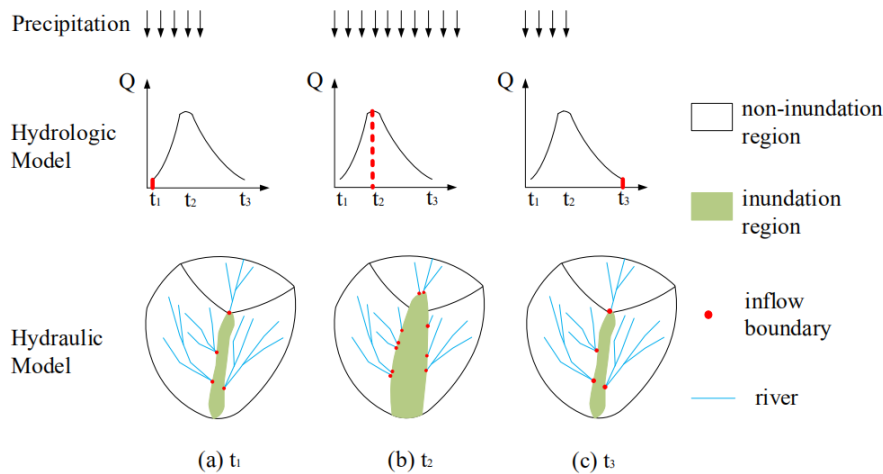 Precipitation
Q
Q
Q
Hydrologic
Model
t₁
t₂
t₃
t₁
t₂
t₃
t₁
t₂
t₃
non-inundation
region
inundation
region
Hydraulic
Model
inflow
boundary
river
(a) t₁
(b) t₂
(c) t₃